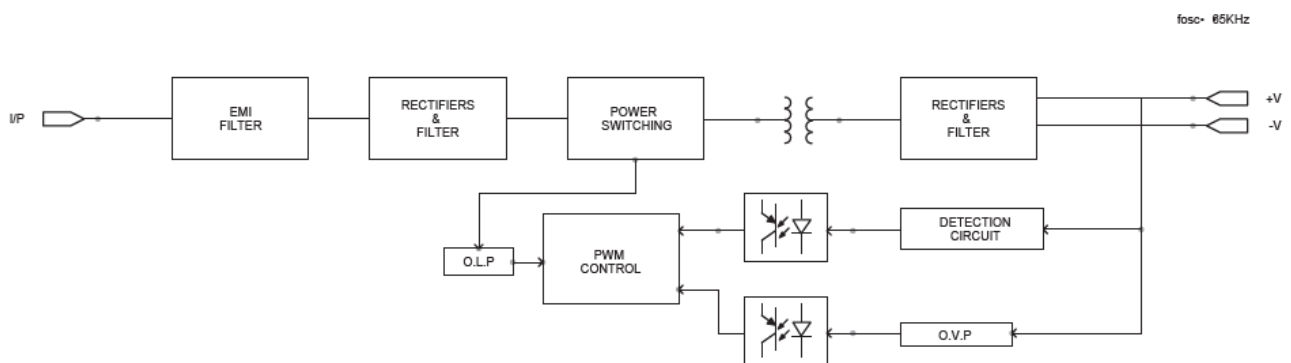 fosc• 65KHz
I/P
EMI
FILTER
RECTIFIERS
&
FILTER
POWER
SWITCHING
RECTIFIERS
&
FILTER
+V
-V
O.L.P
PWM
CONTROL
DETECTION
CIRCUIT
O.V.P